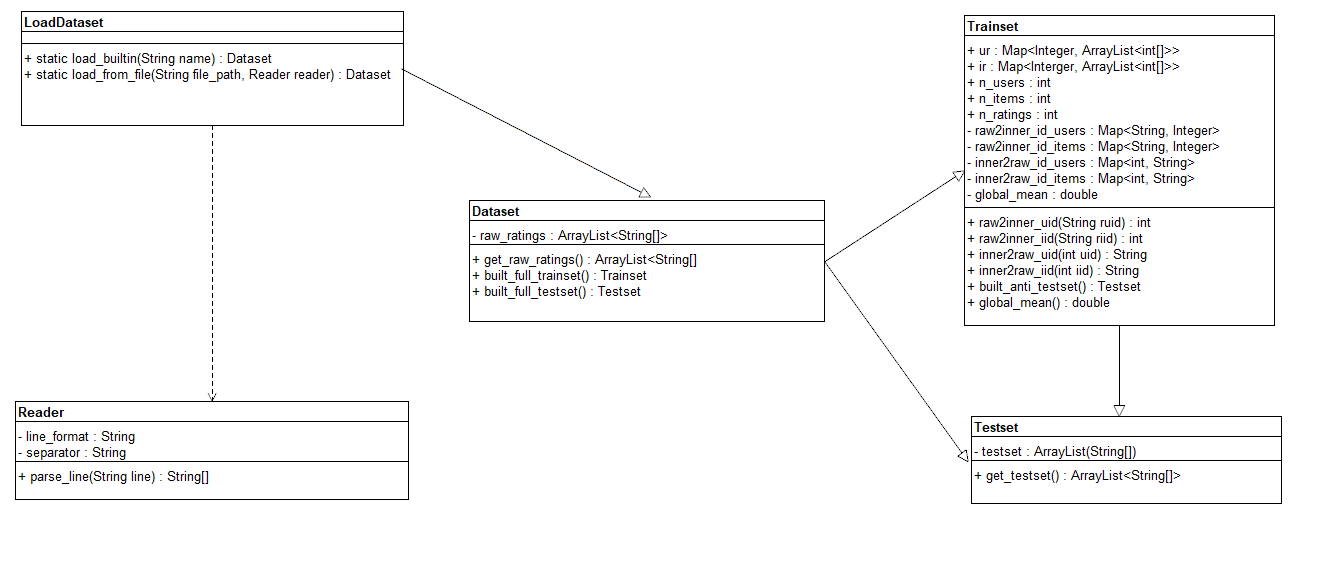 LoadDataset
+ static load_builtin(String name) : Dataset
+ static load_from_file(String file_path, Reader reader) : Dataset
Dataset
- raw_ratings : ArrayList<String[]>
+ get_raw_ratings() : ArrayList<String[]
+ built_full_trainset() : Trainset
+ built_full_testset() : Testset
Reader
- line_format : String
- separator : String
+ parse_line(String line) : String[]
Trainset
+ ur : Map<Integer, ArrayList<int[]>>
+ ir : Map<Interger, ArrayList<int[]>>
+ n_users : int
+ n_items : int
+ n_ratings : int
- raw2inner_id_users : Map<String, Integer>
- raw2inner_id_items : Map<String, Integer>
- inner2raw_id_users : Map<int, String>
- inner2raw_id_items : Map<int, String>
- global_mean : double
+ raw2inner_uid(String ruid) : int
+ raw2inner_iid(String riid) : int
+ inner2raw_uid(int uid) : String
+ inner2raw_iid(int iid) : String
+ built_anti_testset() : Testset
+ global_mean() : double
Testset
- testset : ArrayList(String[])
+ get_testset() : ArrayList<String[]>